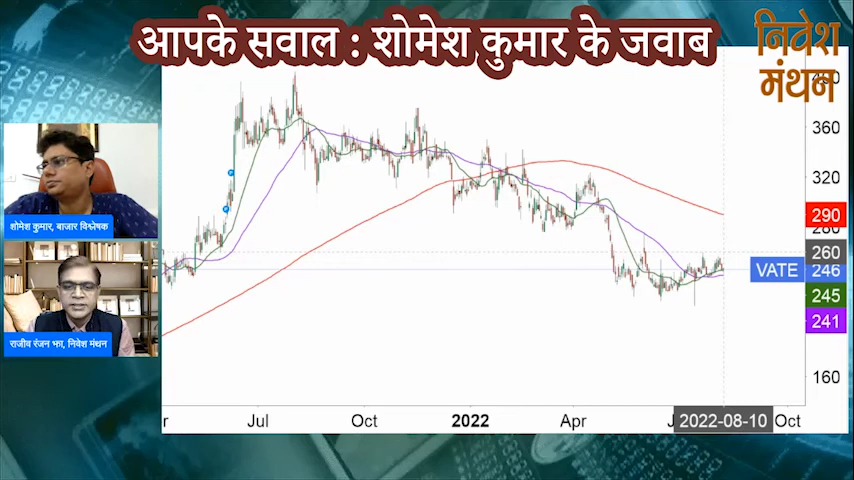 आपके सवाल : शोमेश कुमार के जवाब
निवेश
मंथन
शोमेश कुमार, बाजार विश्लेषक
राजीव रंजन झा, निवेश मंथन
360
320
290
280
260
VATE 246
245
241
160
Jul
Oct
2022
Apr
2022-08-10
Oct